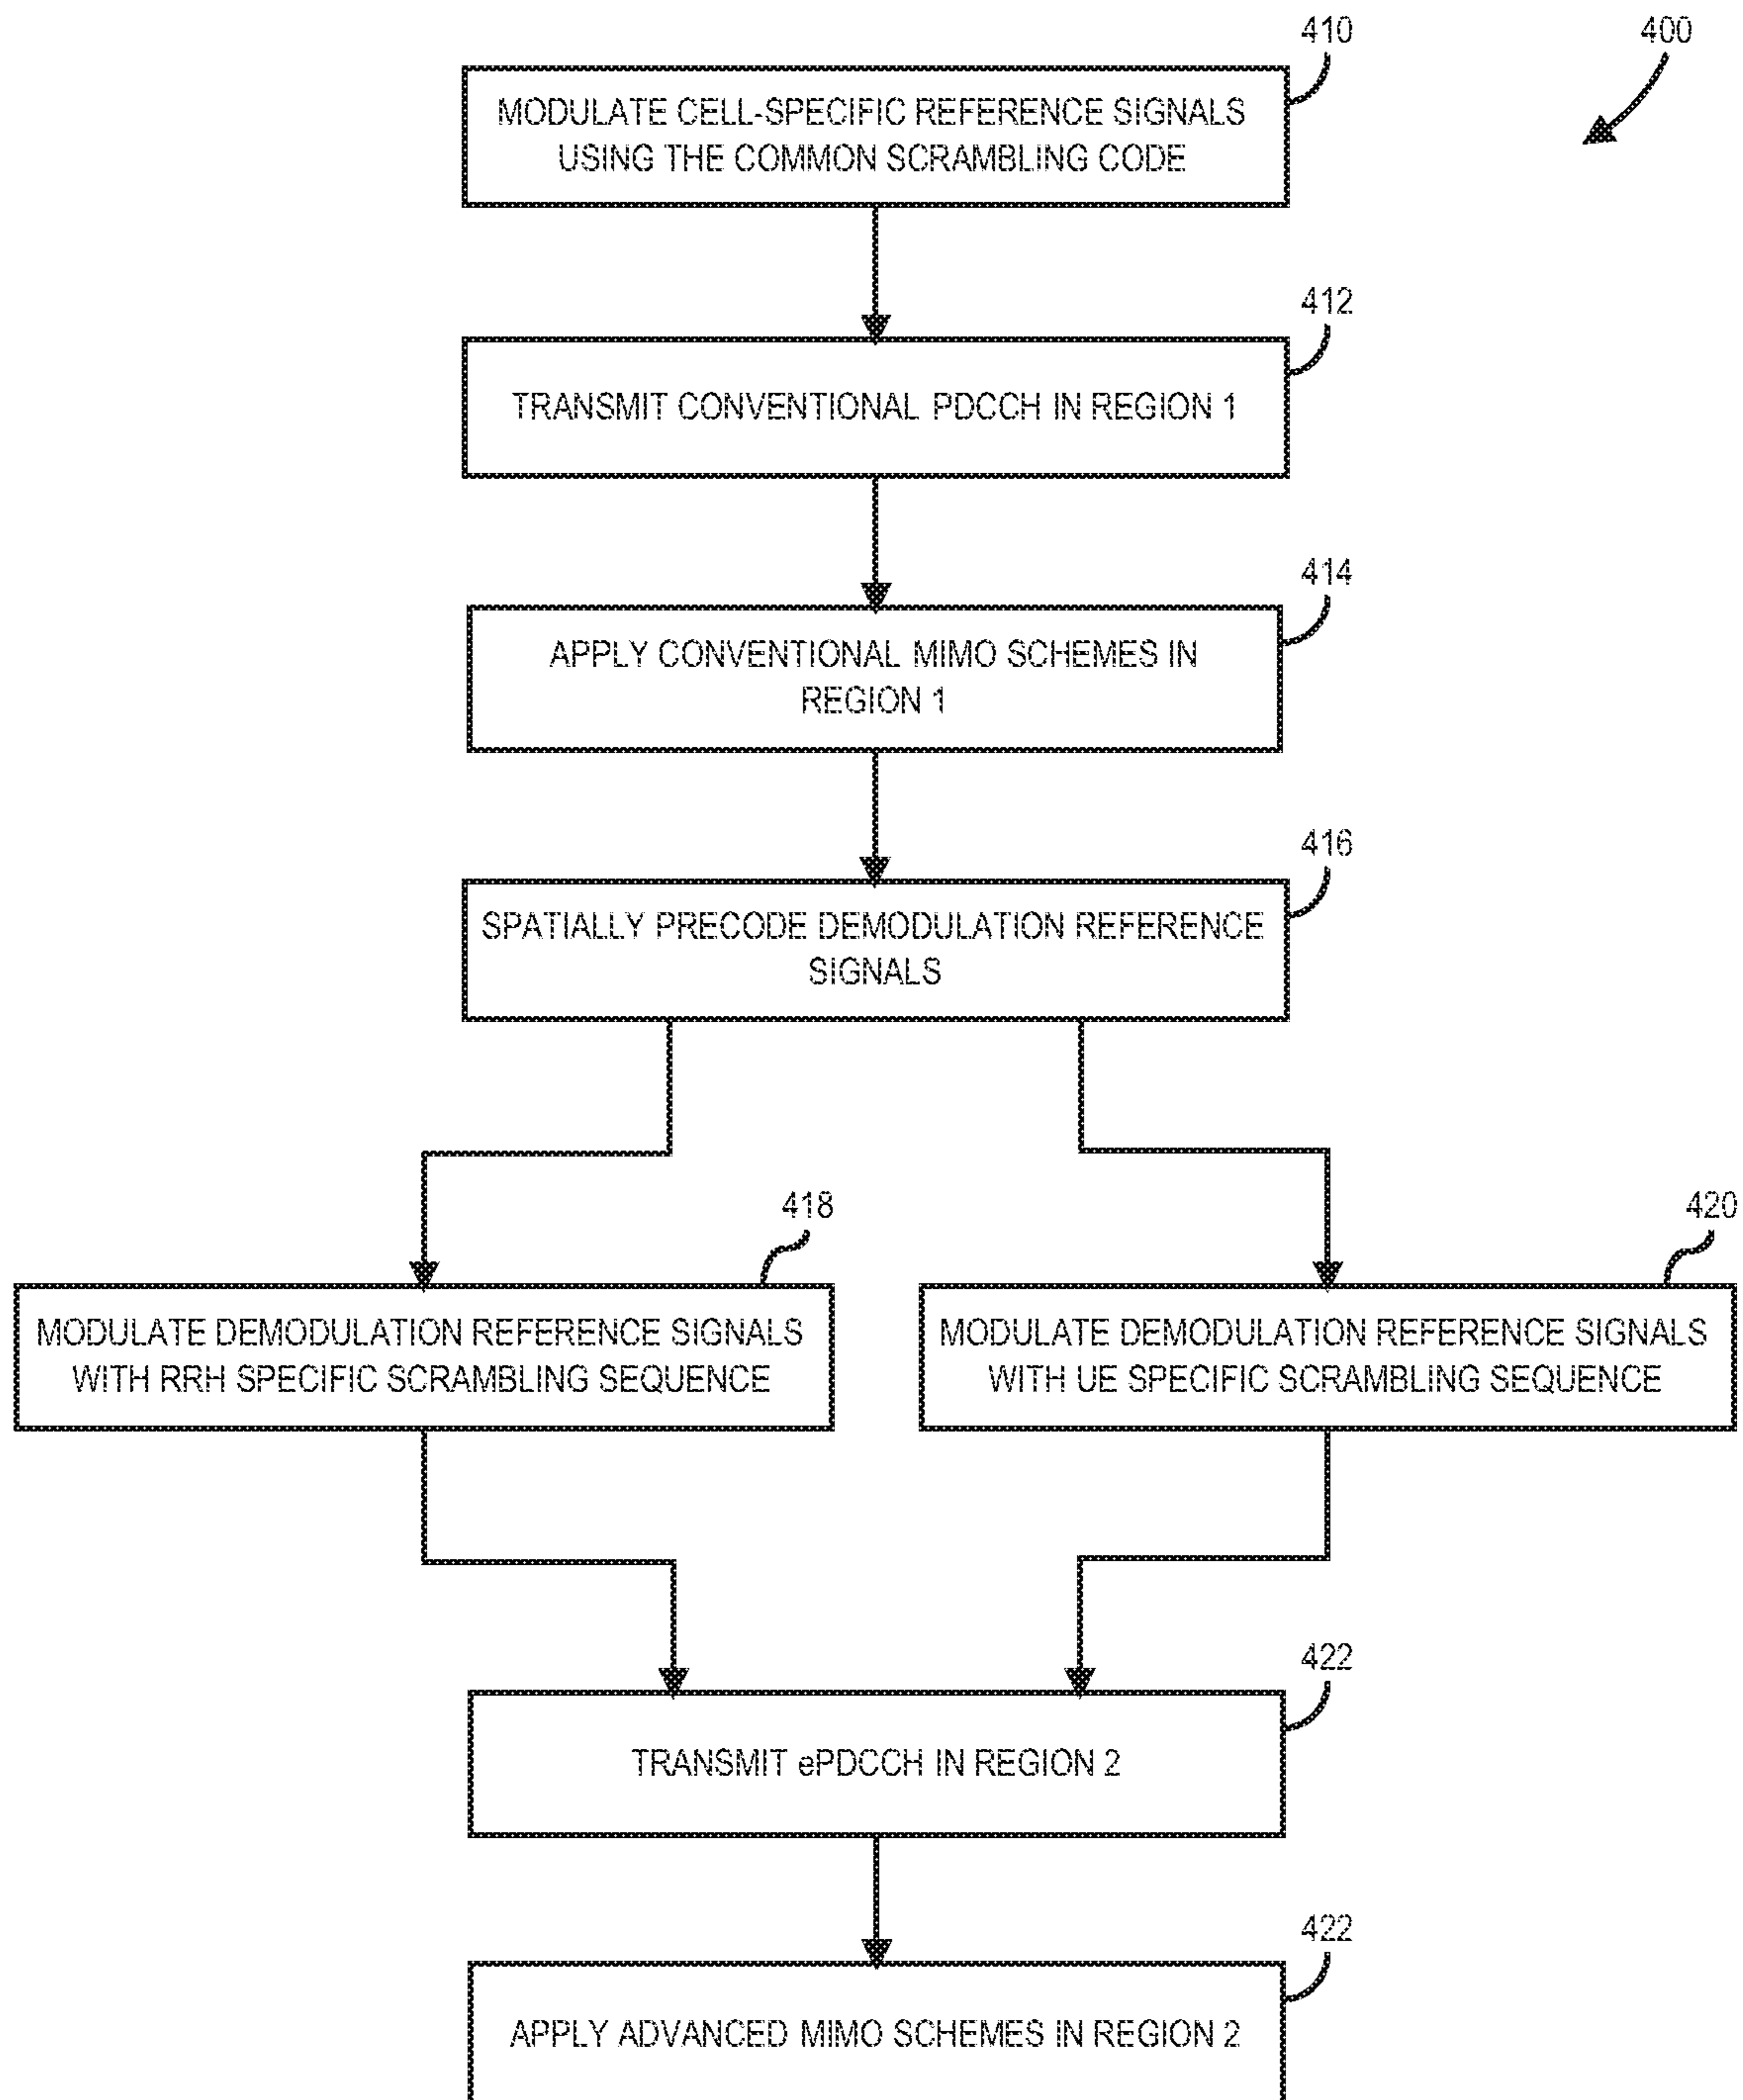 410
400
MODULATE CELL-SPECIFIC REFERENCE SIGNALS
USING THE COMMON SCRAMBLING CODE
412
TRANSMIT CONVENTIONAL PDCCH IN REGION 1
414
APPLY CONVENTIONAL MIMO SCHEMES IN
REGION 1
416
SPATIALLY PRECODE DEMODULATION REFERENCE
SIGNALS
418
420
MODULATE DEMODULATION REFERENCE SIGNALS
WITH RRH SPECIFIC SCRAMBLING SEQUENCE
MODULATE DEMODULATION REFERENCE SIGNALS
WITH UE SPECIFIC SCRAMBLING SEQUENCE
422
TRANSMIT ePDCCH IN REGION 2
422
APPLY ADVANCED MIMO SCHEMES IN REGION 2